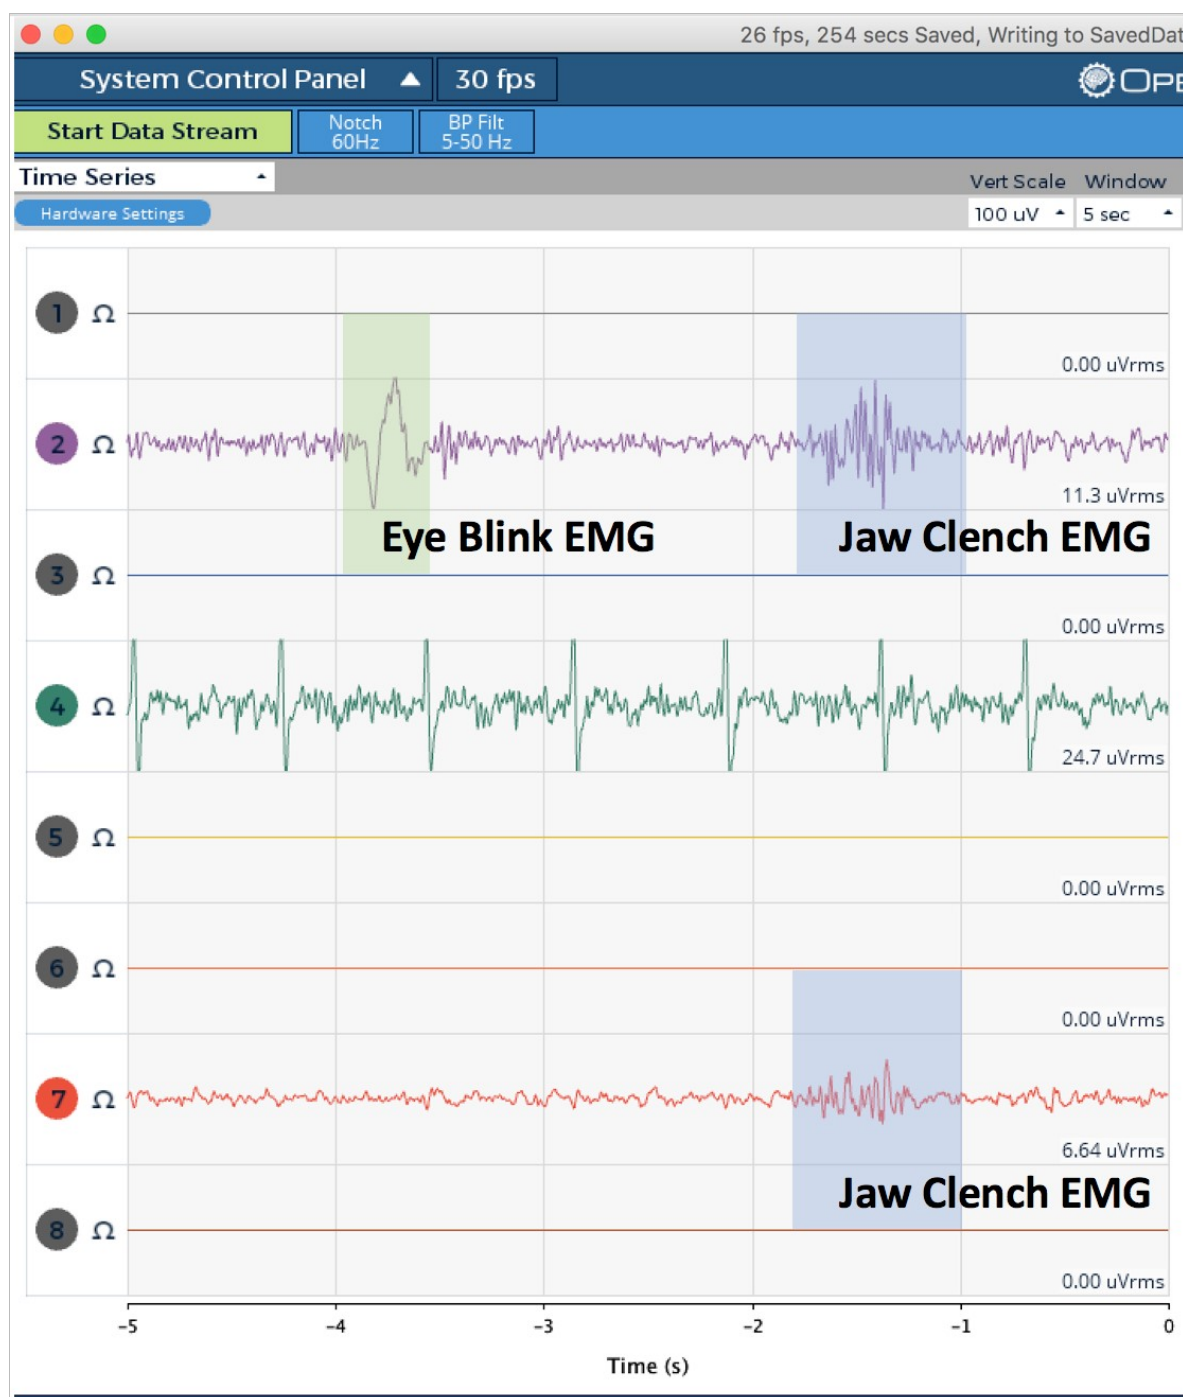 26 fps, 254 secs Saved, Writing to SavedDat
System Control Panel 30 fps OPE
Start Data Stream Notch 60Hz BP Filt 5-50 Hz
Time Series Vert Scale Window
Hardware Settings 100 uV 5 sec
1 Ω
0.00 uVrms
2 Ω
11.3 uVrms
Eye Blink EMG Jaw Clench EMG
3 Ω
0.00 uVrms
4 Ω
24.7 uVrms
5 Ω
0.00 uVrms
6 Ω
0.00 uVrms
7 Ω
6.64 uVrms
Jaw Clench EMG
8 Ω
0.00 uVrms
-5 -4 -3 -2 -1 0
Time (s)